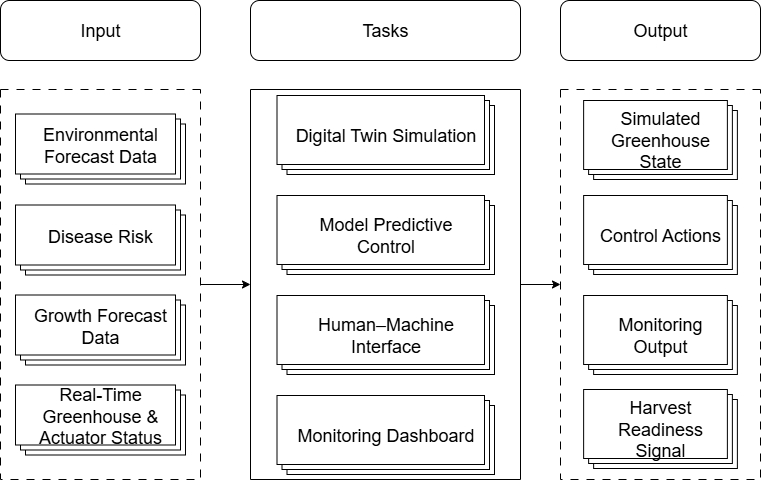 Input
Tasks
Output
Environmental
Forecast Data
Disease Risk
Growth Forecast
Data
Real-Time
Greenhouse &
Actuator Status
Digital Twin Simulation
Model Predictive
Control
Human–Machine
Interface
Monitoring Dashboard
Simulated
Greenhouse
State
Control Actions
Monitoring
Output
Harvest
Readiness
Signal